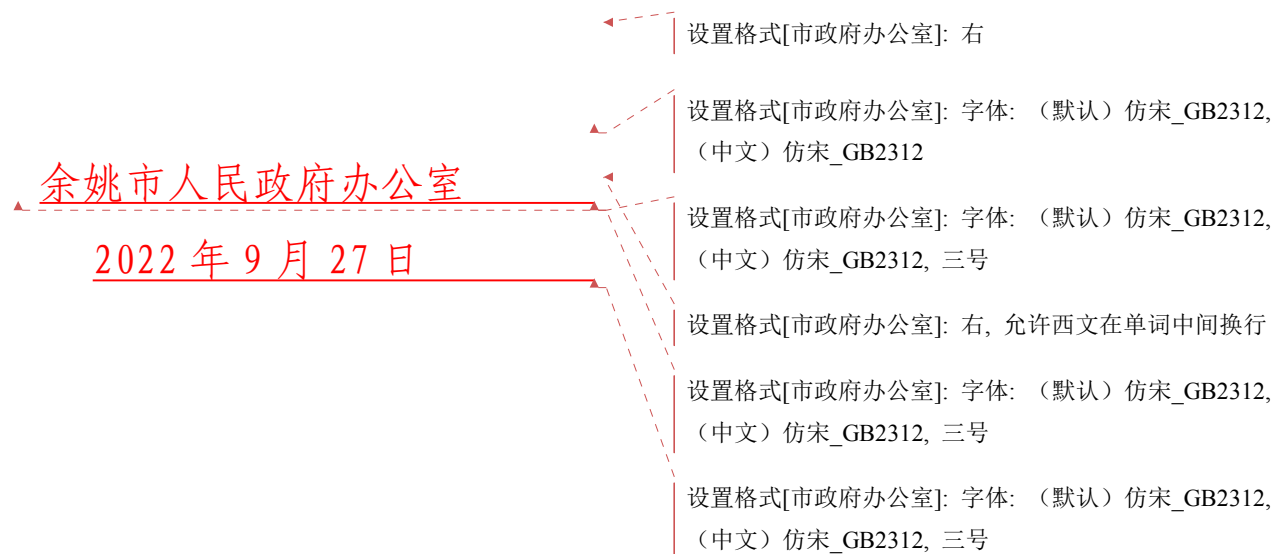 余姚市人民政府办公室
2022 年 9 月 27 日
设置格式[市政府办公室]: 右
设置格式[市政府办公室]: 字体: （默认）仿宋_GB2312,
（中文）仿宋_GB2312
设置格式[市政府办公室]: 字体: （默认）仿宋_GB2312,
（中文）仿宋_GB2312, 三号
设置格式[市政府办公室]: 右, 允许西文在单词中间换行
设置格式[市政府办公室]: 字体: （默认）仿宋_GB2312,
（中文）仿宋_GB2312, 三号
设置格式[市政府办公室]: 字体: （默认）仿宋_GB2312,
（中文）仿宋_GB2312, 三号